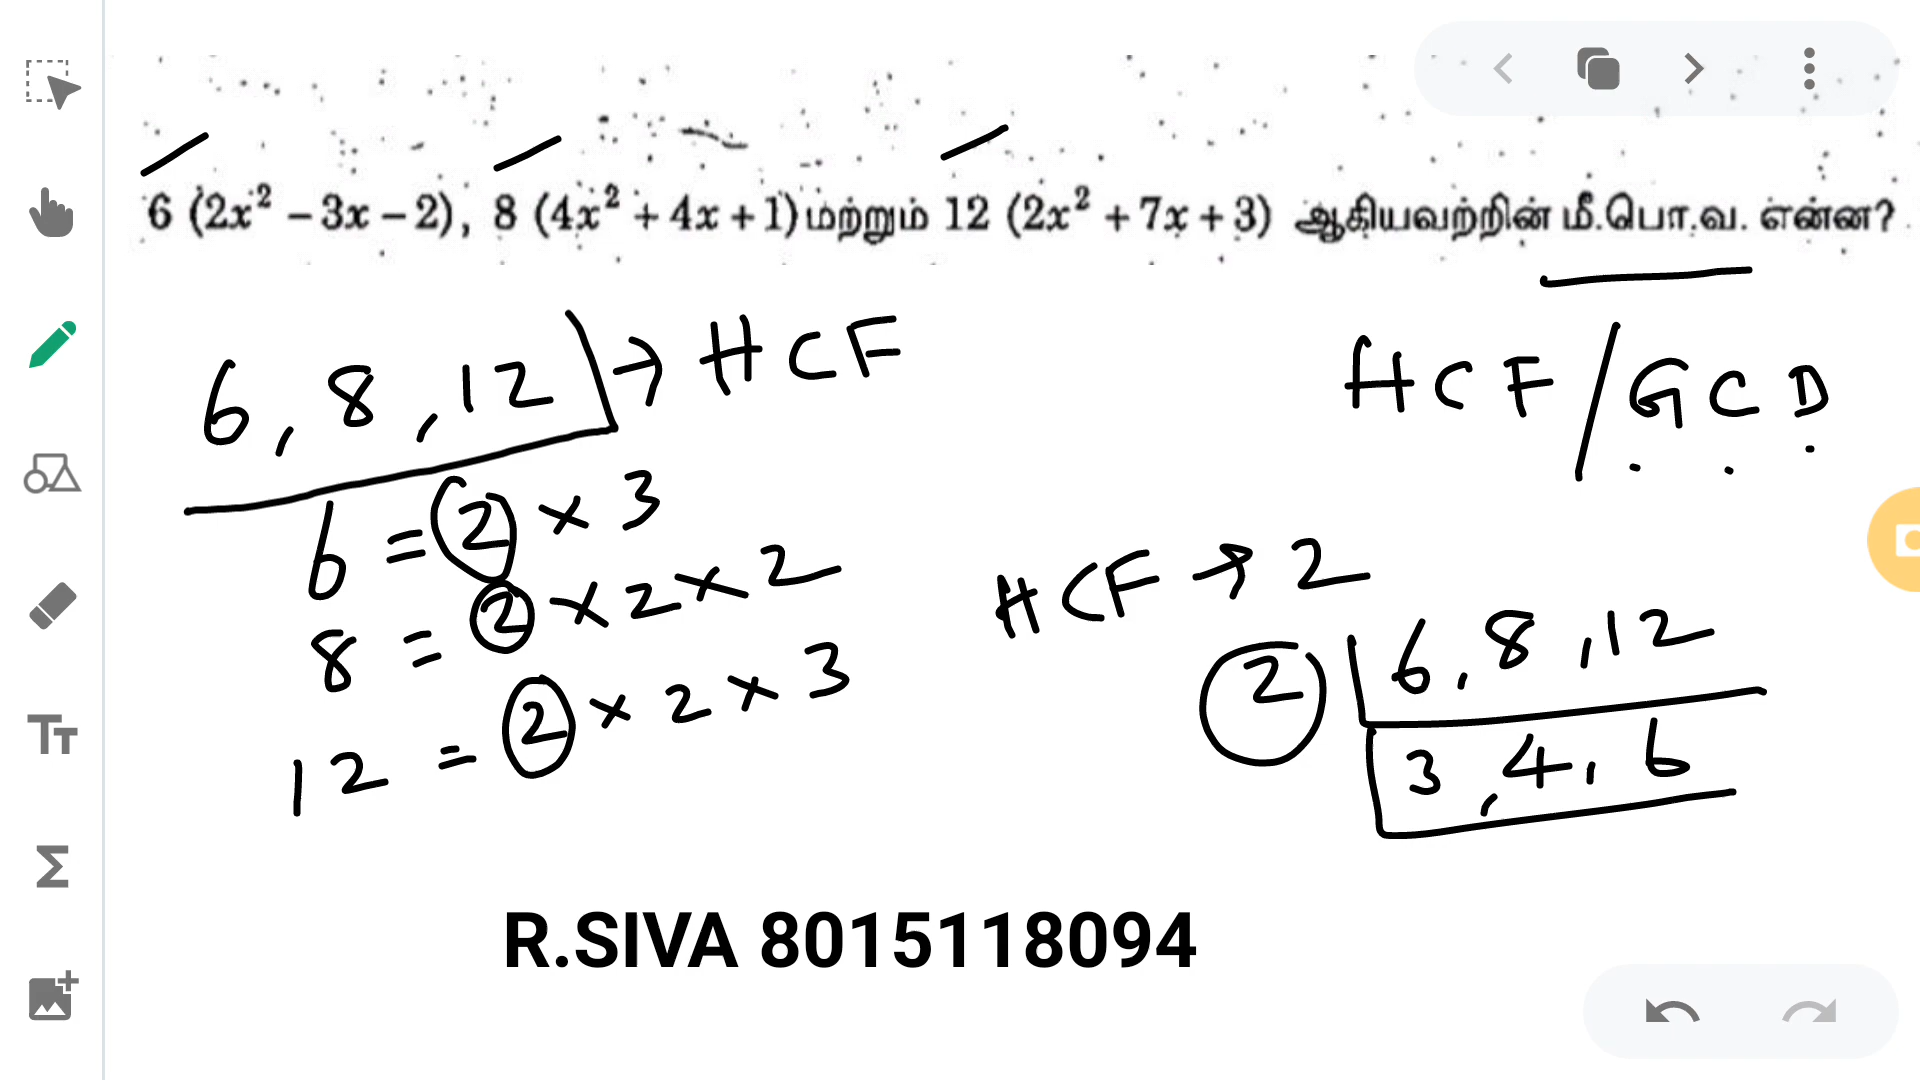 6 (2x² – 3x – 2), 8 (4x² + 4x + 1) மற்றும் 12 (2x² + 7x + 3) ஆகியவற்றின் மீ.பொ.வ. என்ன?
6, 8, 12 → HCF
HCF / GCD
6 = 2 × 3
8 = 2 × 2 × 2
12 = 2 × 2 × 3
HCF → 2
2 | 6, 8, 12
3, 4, 6
R.SIVA 8015118094
TT
Σ